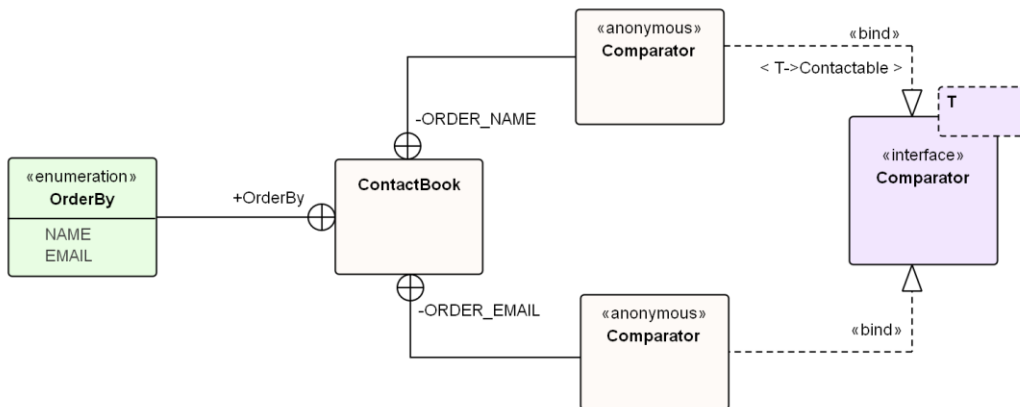 «anonymous»
Comparator
«bind»
< T->Contactable >
T
-ORDER_NAME
«interface»
Comparator
ContactBook
«enumeration»
OrderBy
NAME
EMAIL
+OrderBy
-ORDER_EMAIL
«anonymous»
Comparator
«bind»